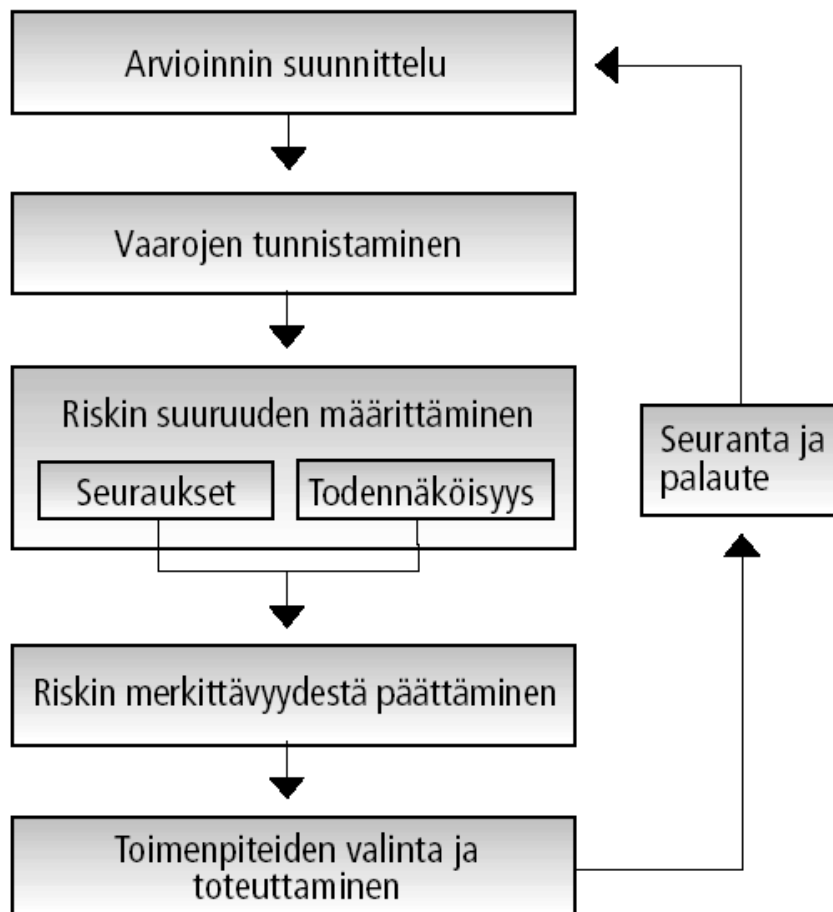 Arvioinnin suunnittelu
Vaarojen tunnistaminen
Riskin suuruuden määrittäminen
Seuraukset
Todennäköisyys
Riskin merkittävyydestä päättäminen
Toimenpiteiden valinta ja
toteuttaminen
Seuranta ja
palaute